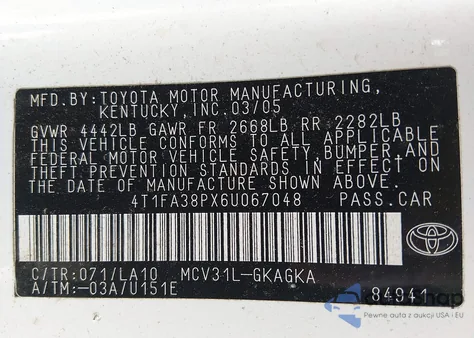 MFD.BY:TOYOTA MOTOR MANUFACTURING,
KENTUCKY,INC.03/05
GVWR 4442LB GAWR FR 2668LB RR 2282LB
THIS VEHICLE CONFORMS TO ALL APPLICABLE
FEDERAL MOTOR VEHICLE SAFETY,BUMPER,AND
THEFT PREVENTION STANDARDS IN EFFECT ON
THE DATE OF MANUFACTURE SHOWN ABOVE.
4T1FA38PX6U067048 PASS.CAR
C/TR:071/LA10 MCV31L-GKAGKA
A/TM:-03A/U151E 84941
Pewne auta z aukcji USA i EU